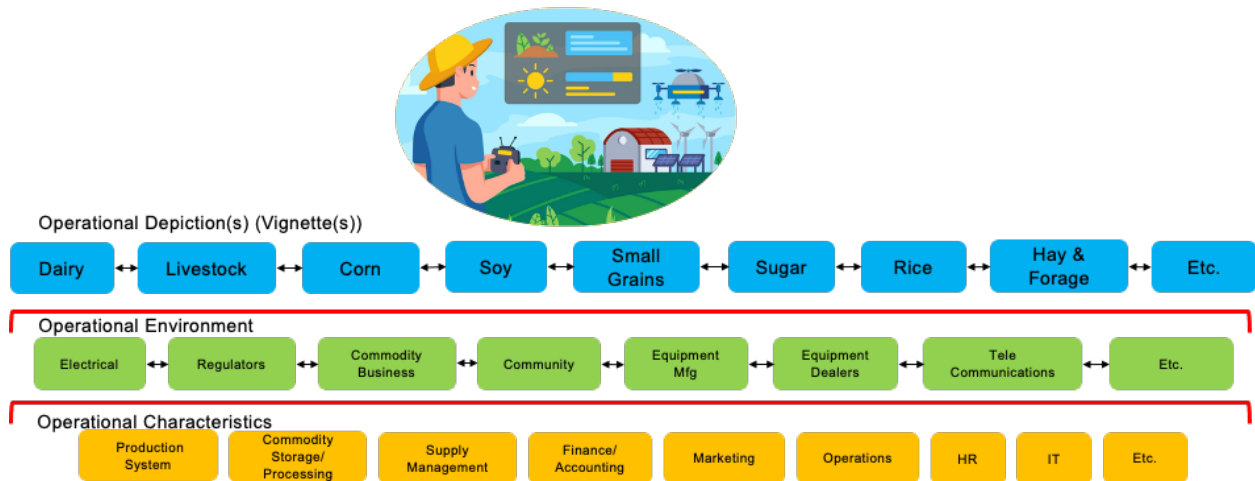 Operational Depiction(s) (Vignette(s))
Dairy
Livestock
Corn
Soy
Small
Grains
Sugar
Rice
Hay &
Forage
Etc.
Operational Environment
Electrical
Regulators
Commodity
Business
Community
Equipment
Mfg
Equipment
Dealers
Tele
Communications
Etc.
Operational Characteristics
Production
System
Commodity
Storage/
Processing
Supply
Management
Finance/
Accounting
Marketing
Operations
HR
IT
Etc.